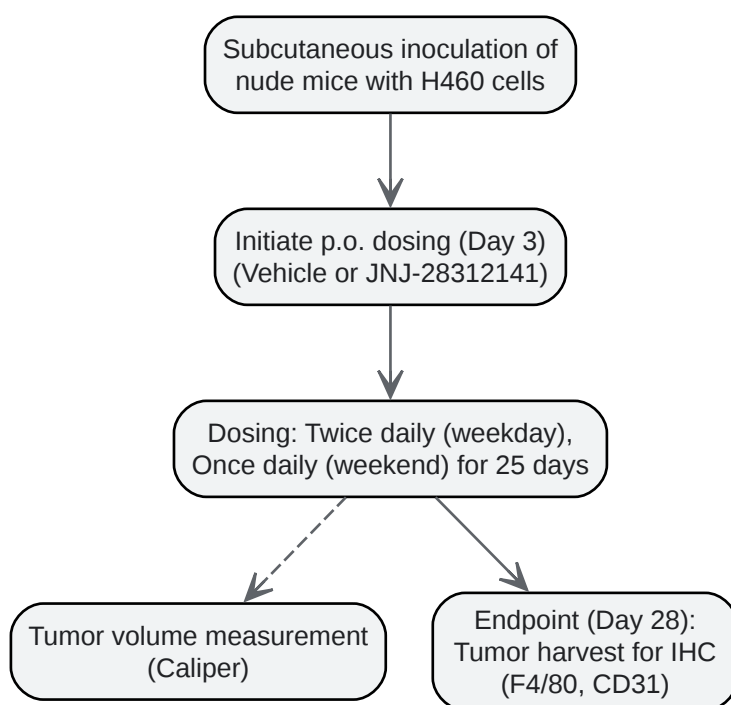 Subcutaneous inoculation of
nude mice with H460 cells
Initiate p.o. dosing (Day 3)
(Vehicle or JNJ-28312141)
Dosing: Twice daily (weekday),
Once daily (weekend) for 25 days
Tumor volume measurement
(Caliper)
Endpoint (Day 28):
Tumor harvest for IHC
(F4/80, CD31)